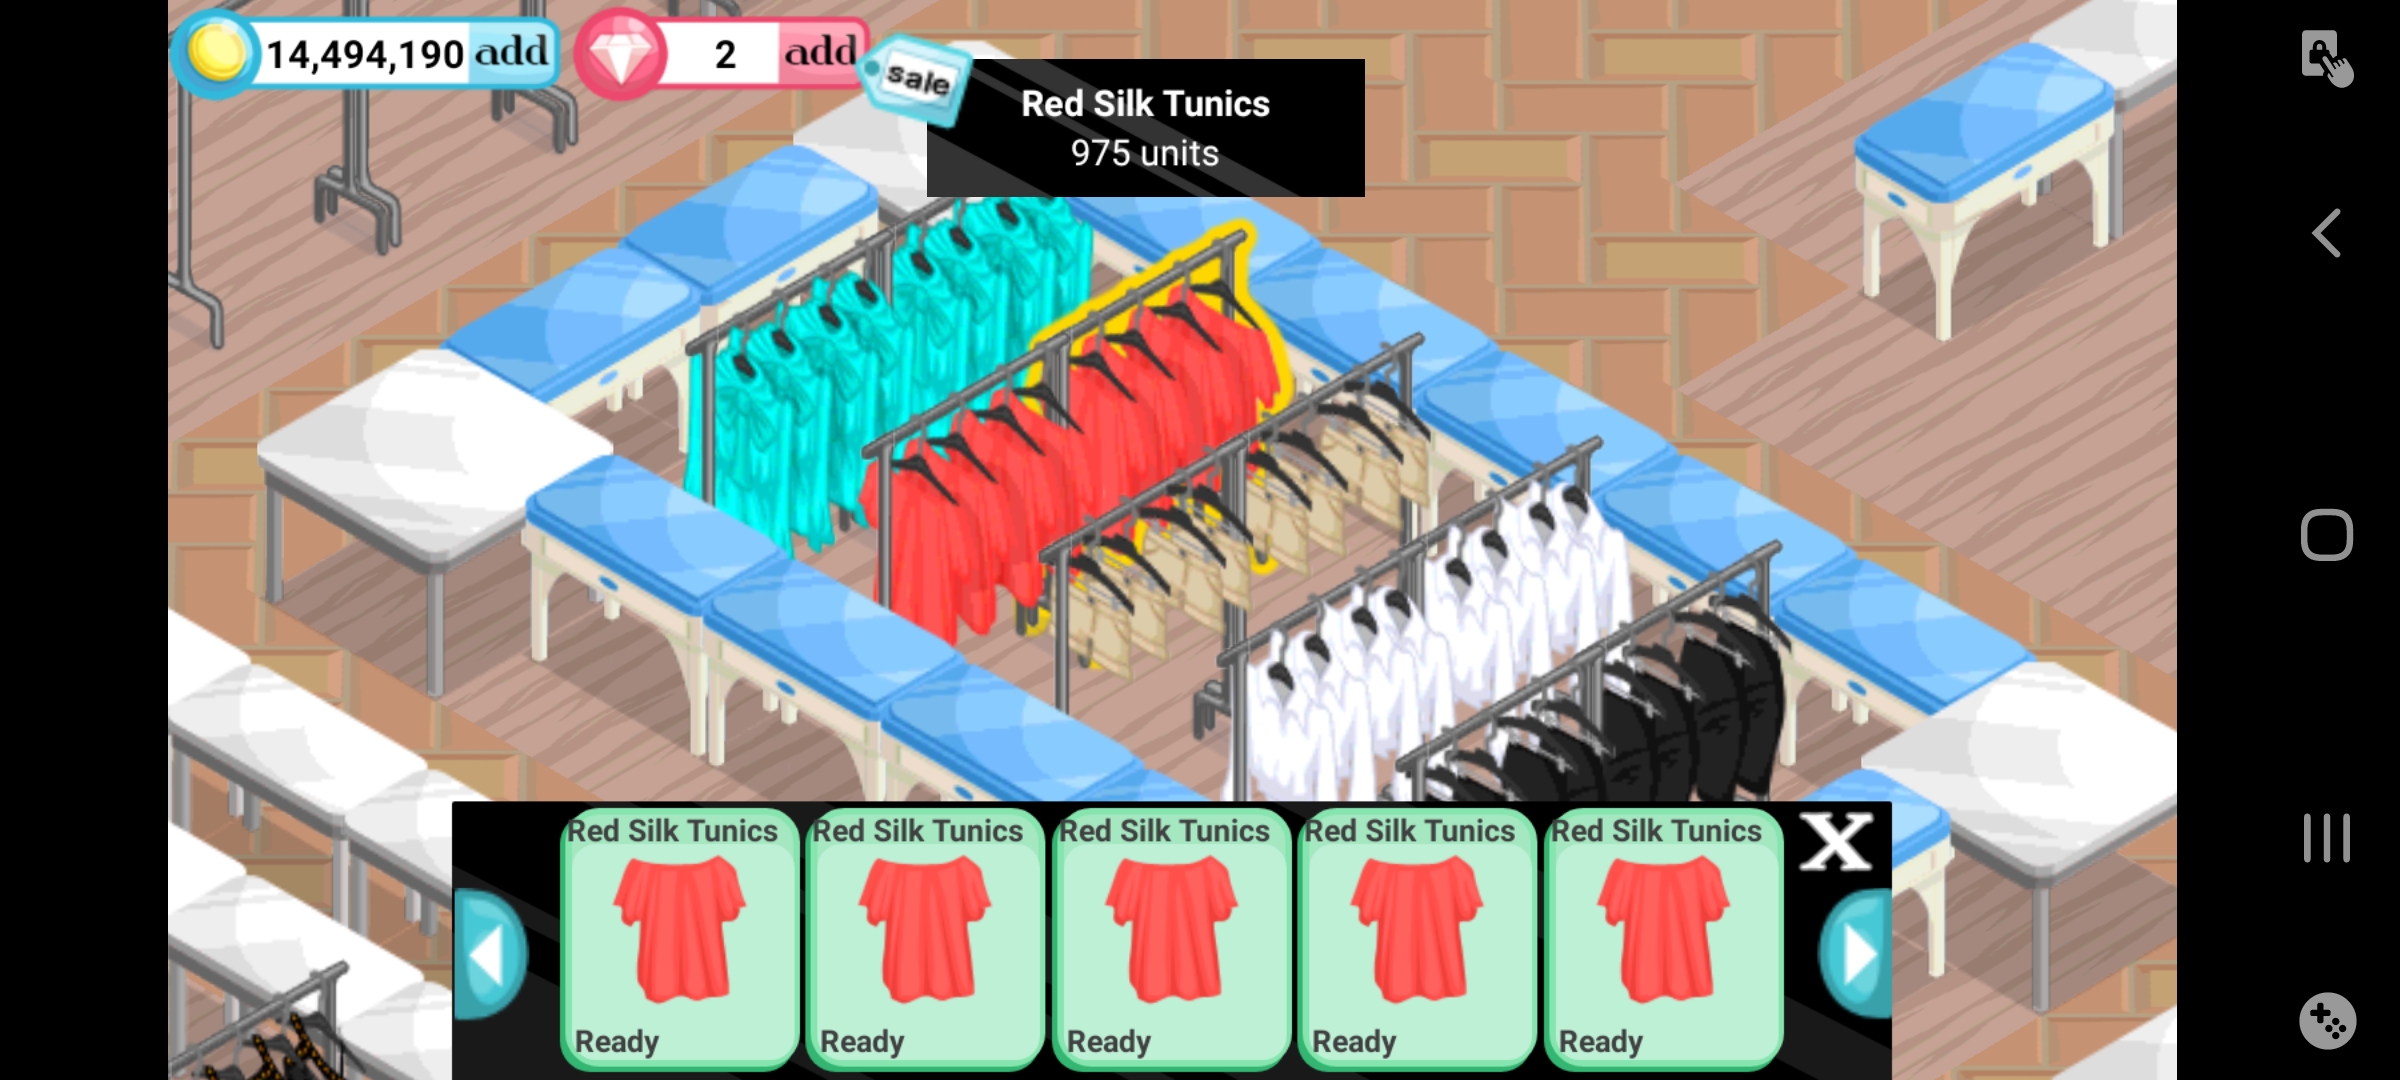 14,494,190 add
2 add
sale
Red Silk Tunics
975 units
Red Silk Tunics
Ready
Red Silk Tunics
Ready
Red Silk Tunics
Ready
Red Silk Tunics
Ready
Red Silk Tunics
Ready
X